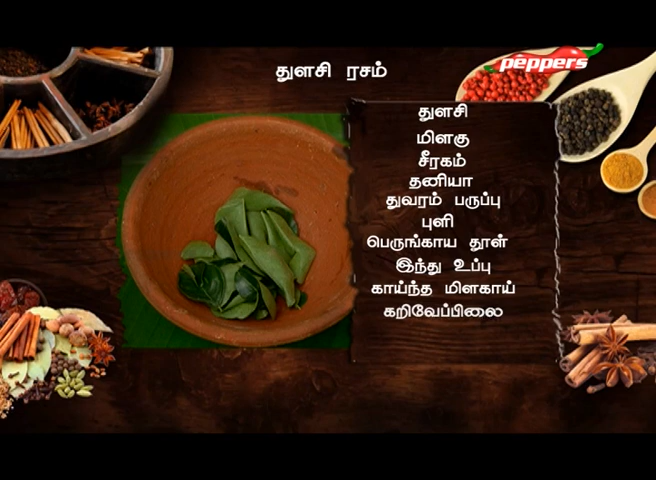 துளசி ரசம்
peppers
துளசி
மிளகு
சீரகம்
தனியா
துவரம் பருப்பு
புளி
பெருங்காய தூள்
இந்து உப்பு
காய்ந்த மிளகாய்
கறிவேப்பிலை